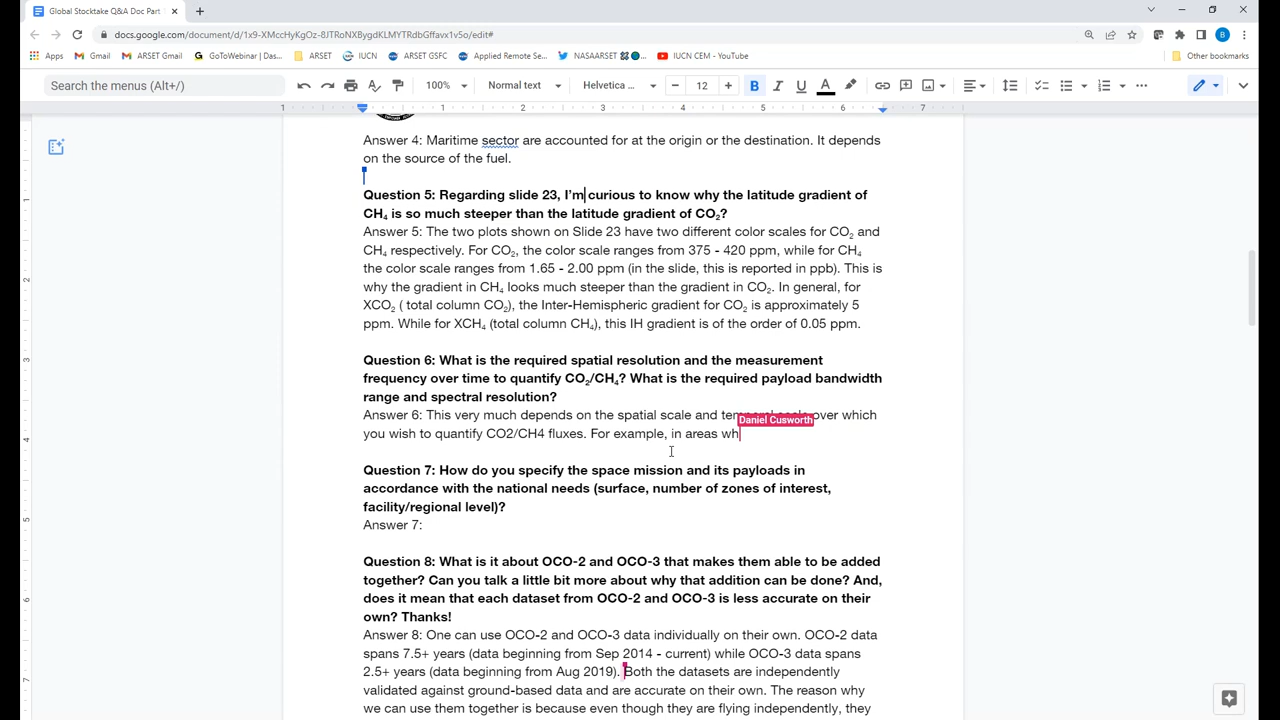 Global Stocktake Q&A Doc Part
docs.google.com/document/d/1x9-XMccHyKgOz-8JTRoNXBygdKLMYTRdbGffavx1v5o/edit#
Apps Gmail ARSET Gmail GoToWebinar | Das... ARSET IUCN ARSET GSFC Applied Remote Se... NASAARSET IUCN CEM - YouTube Other bookmarks
Search the menus (Alt+/) 100% Normal text Helvetica ... 12 B I U A
1 1 2 3 4 5 6 7
Answer 4: Maritime sector are accounted for at the origin or the destination. It depends
on the source of the fuel.
Question 5: Regarding slide 23, I'm curious to know why the latitude gradient of
CH₄ is so much steeper than the latitude gradient of CO₂?
Answer 5: The two plots shown on Slide 23 have two different color scales for CO₂ and
CH₄ respectively. For CO₂, the color scale ranges from 375 - 420 ppm, while for CH₄
the color scale ranges from 1.65 - 2.00 ppm (in the slide, this is reported in ppb). This is
why the gradient in CH₄ looks much steeper than the gradient in CO₂. In general, for
XCO₂ ( total column CO₂), the Inter-Hemispheric gradient for CO₂ is approximately 5
ppm. While for XCH₄ (total column CH₄), this IH gradient is of the order of 0.05 ppm.
Question 6: What is the required spatial resolution and the measurement
frequency over time to quantify CO₂/CH₄? What is the required payload bandwidth
range and spectral resolution?
Answer 6: This very much depends on the spatial scale and temporal scale over which
Daniel Cusworth
you wish to quantify CO2/CH4 fluxes. For example, in areas wh
Question 7: How do you specify the space mission and its payloads in
accordance with the national needs (surface, number of zones of interest,
facility/regional level)?
Answer 7:
Question 8: What is it about OCO-2 and OCO-3 that makes them able to be added
together? Can you talk a little bit more about why that addition can be done? And,
does it mean that each dataset from OCO-2 and OCO-3 is less accurate on their
own? Thanks!
Answer 8: One can use OCO-2 and OCO-3 data individually on their own. OCO-2 data
spans 7.5+ years (data beginning from Sep 2014 - current) while OCO-3 data spans
2.5+ years (data beginning from Aug 2019). Both the datasets are independently
validated against ground-based data and are accurate on their own. The reason why
we can use them together is because even though they are flying independently, they